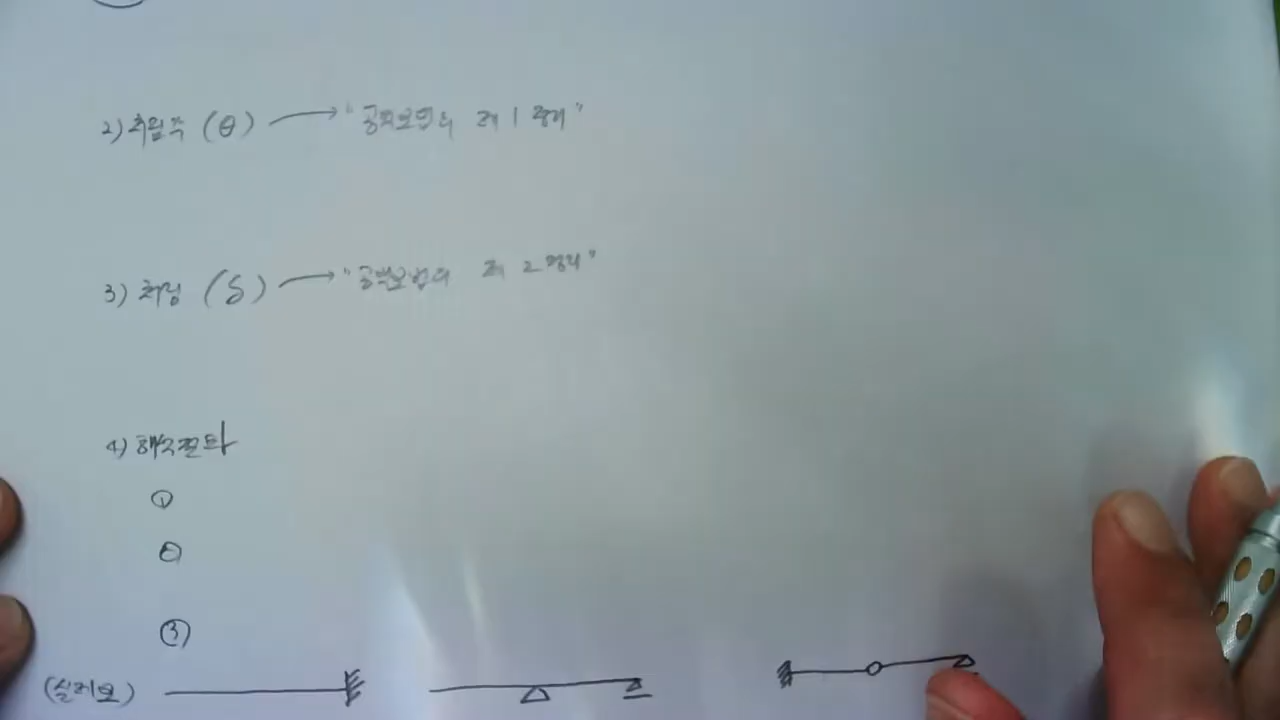 2) 처짐각 (θ) → "공액보법의 제 1 정리"
3) 처짐 (δ) → "공액보법의 제 2 정리"
4) 해석절차
①
②
③
(실제보)